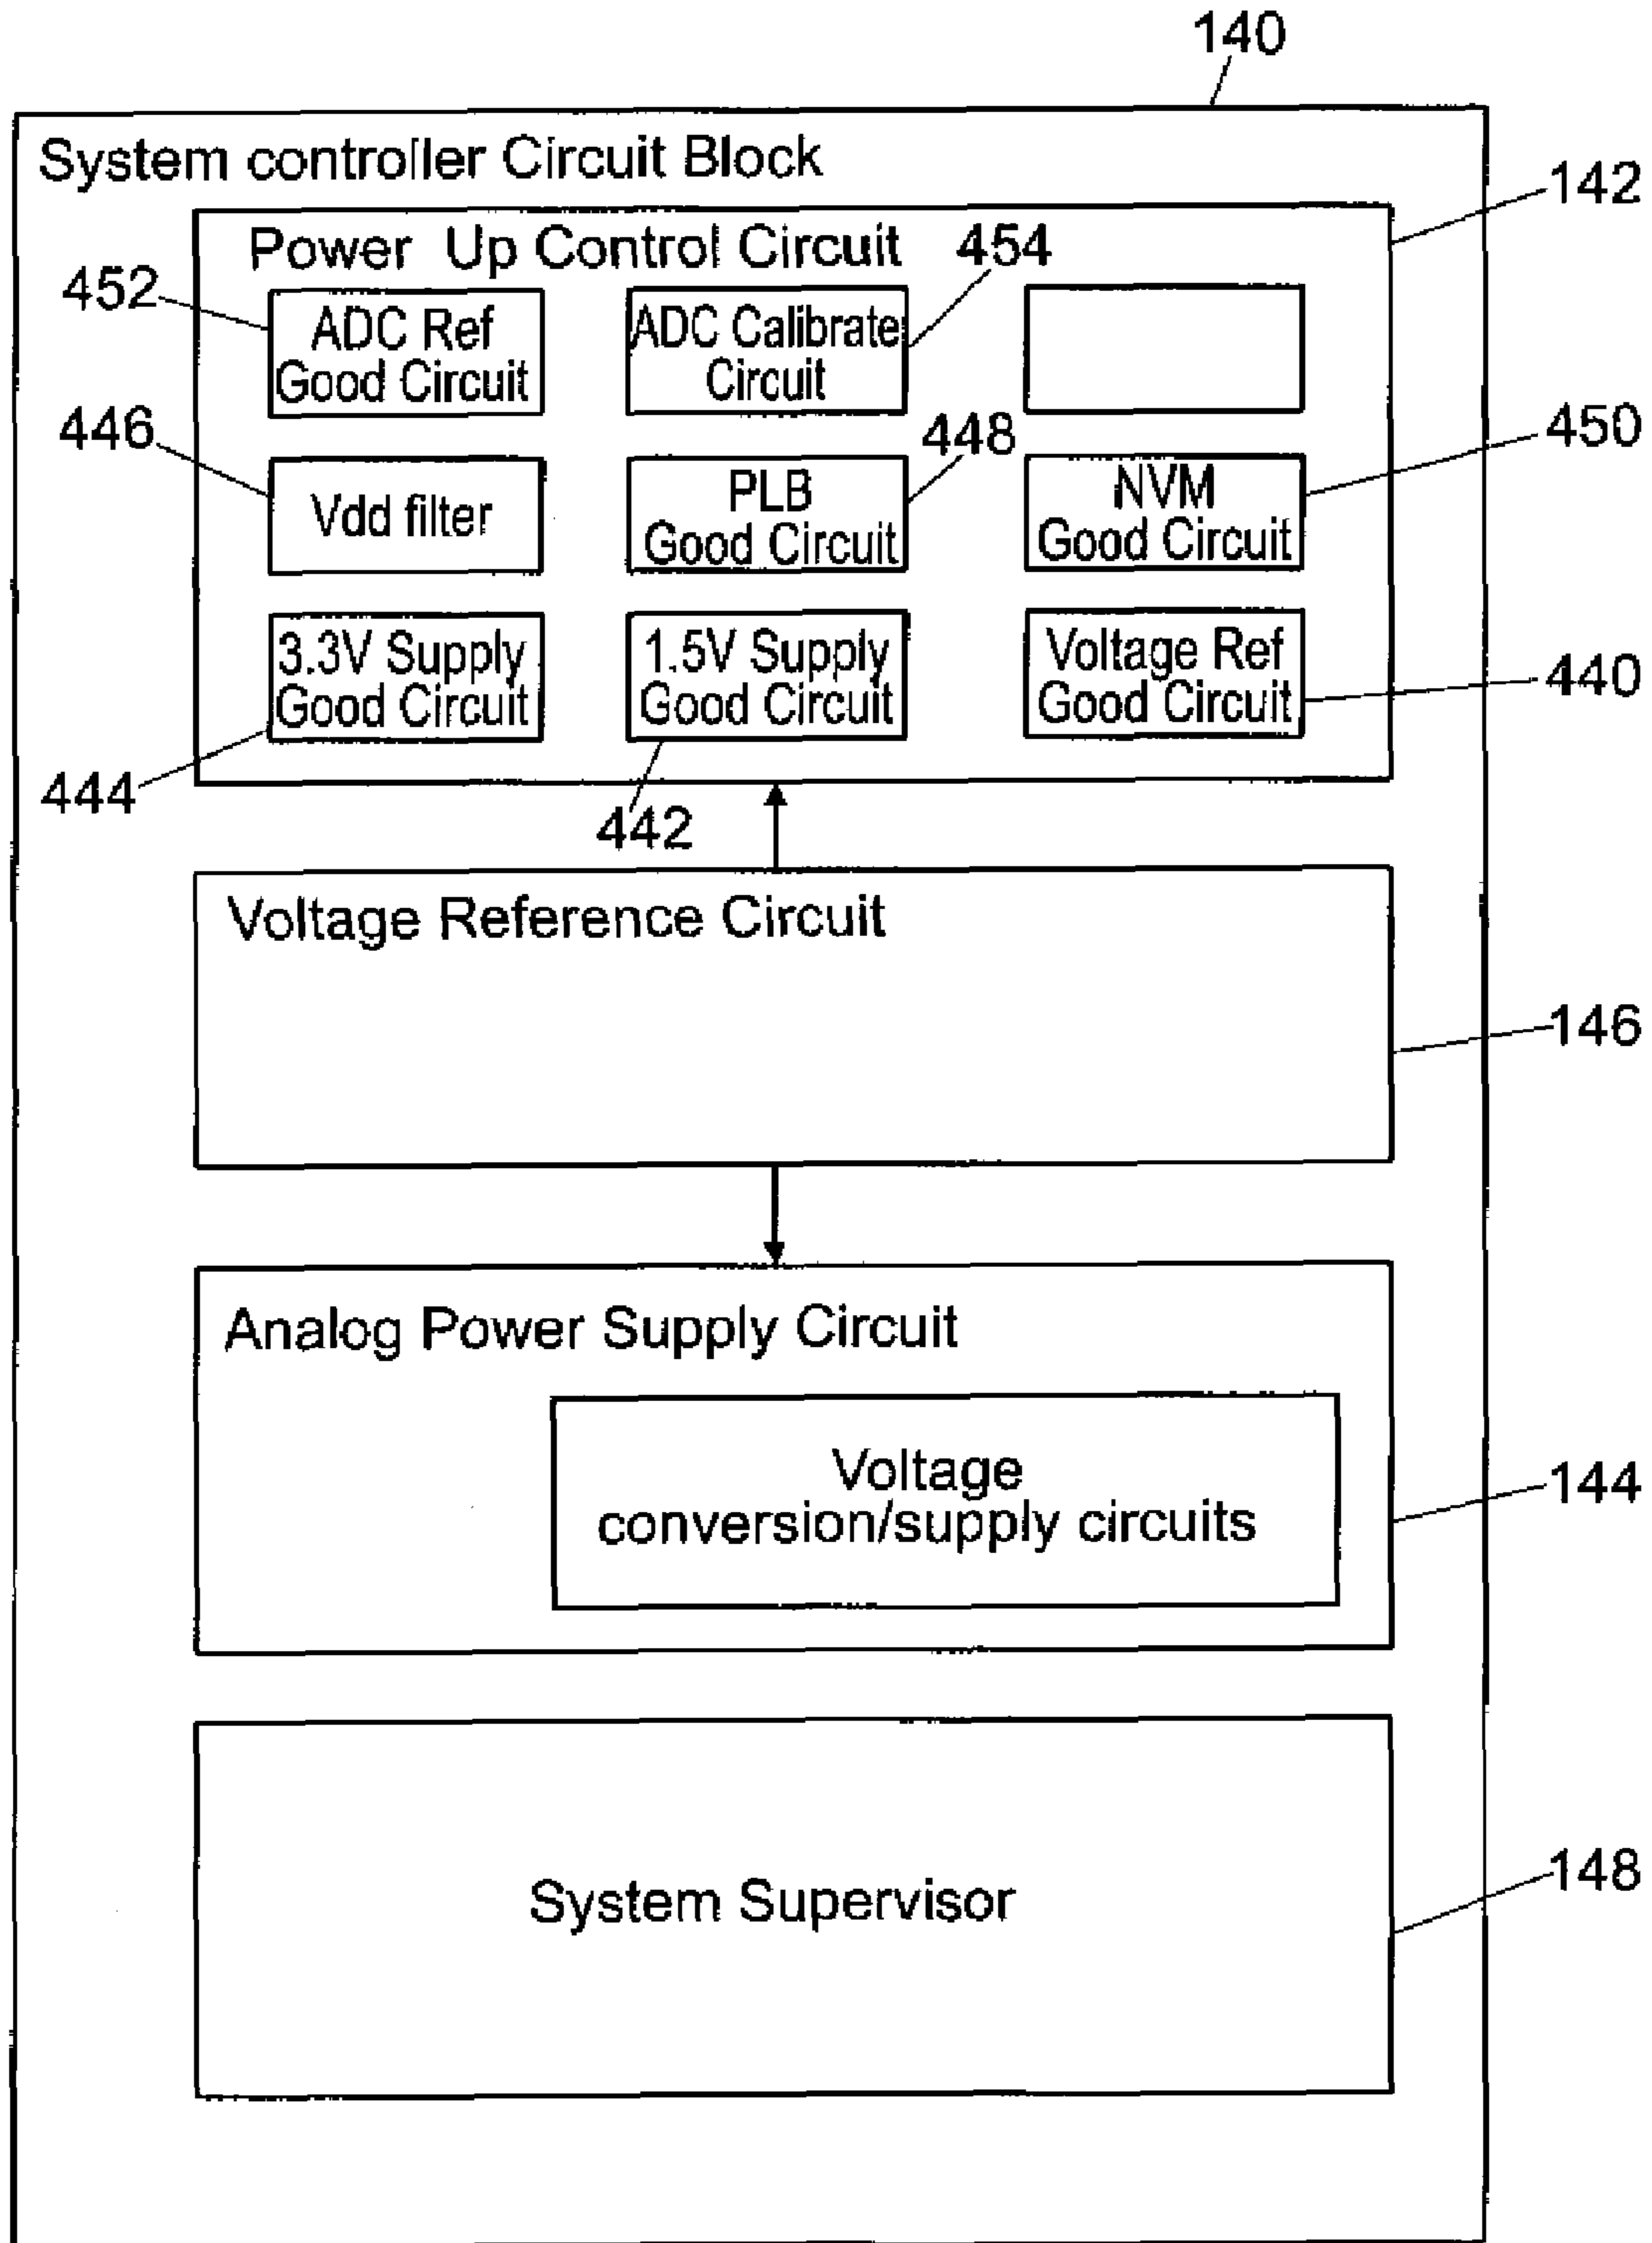 140
System controller Circuit Block
142
Power Up Control Circuit
454
452
ADC Ref
Good Circuit
ADC Calibrate
Circuit
446
448
450
Vdd filter
PLB
Good Circuit
NVM
Good Circuit
3.3V Supply
Good Circuit
1.5V Supply
Good Circuit
Voltage Ref
Good Circuit
440
444
442
Voltage Reference Circuit
146
Analog Power Supply Circuit
Voltage
conversion/supply circuits
144
System Supervisor
148